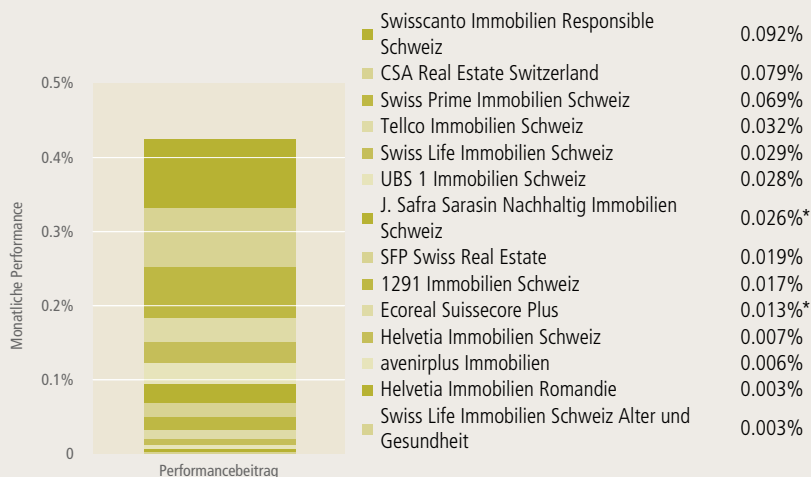 Monatliche Performance
0.5%
0.4%
0.3%
0.2%
0.1%
0
Performancebeitrag
Swisscanto Immobilien Responsible
Schweiz 0.092%
CSA Real Estate Switzerland 0.079%
Swiss Prime Immobilien Schweiz 0.069%
Tellco Immobilien Schweiz 0.032%
Swiss Life Immobilien Schweiz 0.029%
UBS 1 Immobilien Schweiz 0.028%
J. Safra Sarasin Nachhaltig Immobilien
Schweiz 0.026%*
SFP Swiss Real Estate 0.019%
1291 Immobilien Schweiz 0.017%
Ecoreal Suissecore Plus 0.013%*
Helvetia Immobilien Schweiz 0.007%
avenirplus Immobilien 0.006%
Helvetia Immobilien Romandie 0.003%
Swiss Life Immobilien Schweiz Alter und
Gesundheit 0.003%